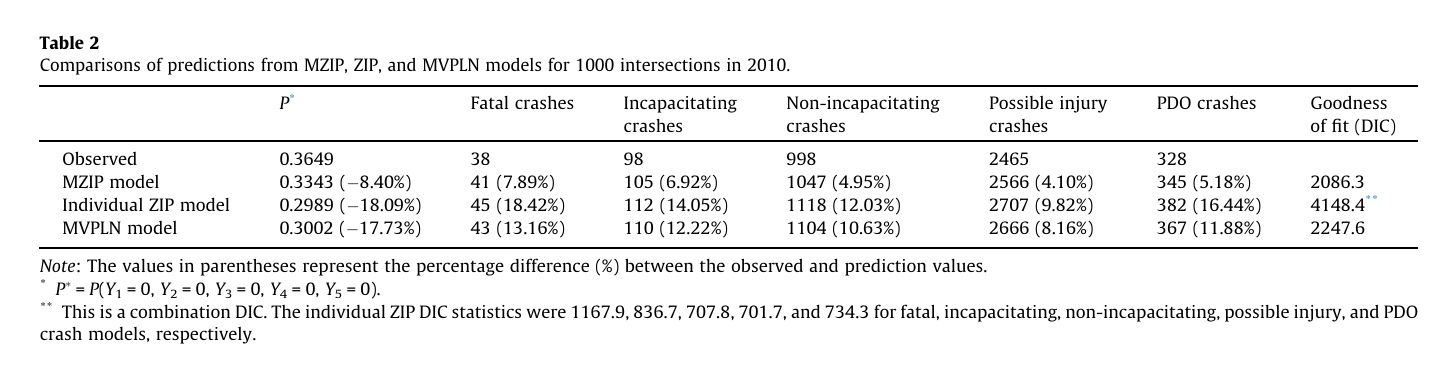 Table 2
Comparisons of predictions from MZIP, ZIP, and MVPLN models for 1000 intersections in 2010.
P* Fatal crashes Incapacitating crashes Non-incapacitating crashes Possible injury crashes PDO crashes Goodness of fit (DIC)
Observed 0.3649 38 98 998 2465 328
MZIP model 0.3343 (−8.40%) 41 (7.89%) 105 (6.92%) 1047 (4.95%) 2566 (4.10%) 345 (5.18%) 2086.3
Individual ZIP model 0.2989 (−18.09%) 45 (18.42%) 112 (14.05%) 1118 (12.03%) 2707 (9.82%) 382 (16.44%) 4148.4**
MVPLN model 0.3002 (−17.73%) 43 (13.16%) 110 (12.22%) 1104 (10.63%) 2666 (8.16%) 367 (11.88%) 2247.6
Note: The values in parentheses represent the percentage difference (%) between the observed and prediction values.
* P* = P(Y₁ = 0, Y₂ = 0, Y₃ = 0, Y₄ = 0, Y₅ = 0).
** This is a combination DIC. The individual ZIP DIC statistics were 1167.9, 836.7, 707.8, 701.7, and 734.3 for fatal, incapacitating, non-incapacitating, possible injury, and PDO
crash models, respectively.